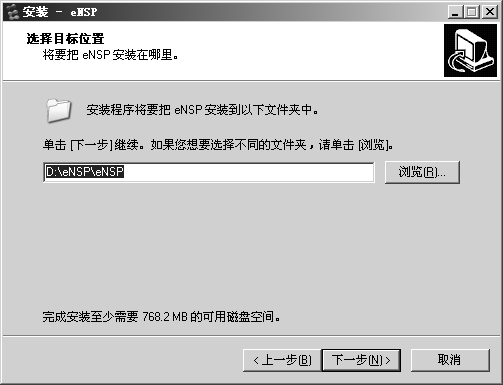 安装 - eNSP
选择目标位置
将要把 eNSP 安装在哪里。
安装程序将要把 eNSP 安装到以下文件夹中。
单击 [下一步] 继续。如果您想要选择不同的文件夹，请单击 [浏览]。
D:\eNSP\eNSP
浏览(R)...
完成安装至少需要 768.2 MB 的可用磁盘空间。
<上一步(B)
下一步(N)>
取消